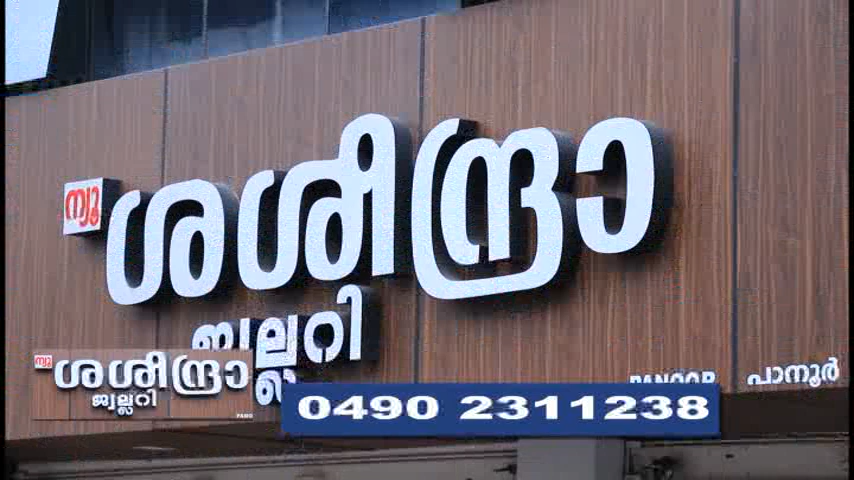 ന്യൂ
ശശീന്ദ്രാ
ജ്വല്ലറി
PANOOR പാനൂർ
ന്യൂ
ശശീന്ദ്രാ
ജ്വല്ലറി
0490 2311238